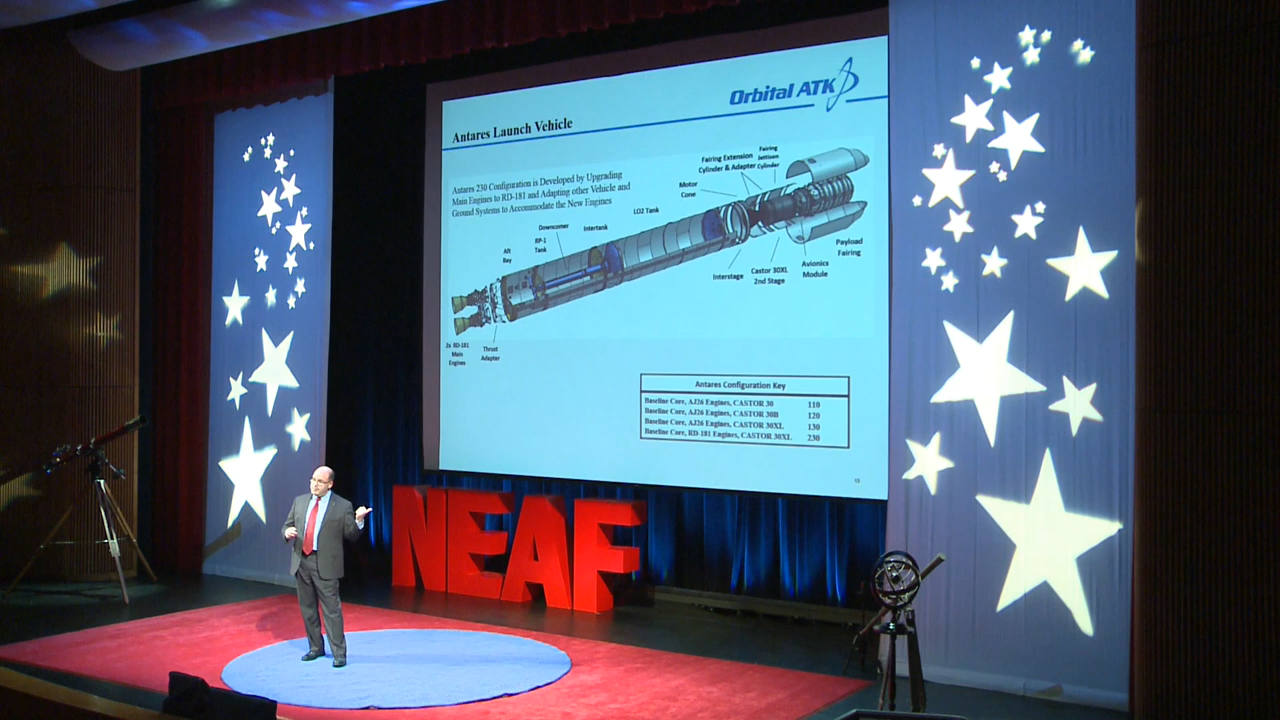 Orbital ATK
Antares Launch Vehicle
Antares 230 Configuration is Developed by Upgrading
Main Engines to RD-181 and Adapting other Vehicle and
Ground Systems to Accommodate the New Engines
Fairing
Jettison
Cylinder
Fairing Extension
Cylinder & Adapter
Motor
Cone
LO2 Tank
Intertank
Downcomer
RP-1
Tank
Aft
Bay
Payload
Fairing
Avionics
Module
Castor 30XL
2nd Stage
Interstage
Thrust
Adapter
2x RD-181
Main
Engines
Antares Configuration Key
Baseline Core, AJ26 Engines, CASTOR 30 110
Baseline Core, AJ26 Engines, CASTOR 30B 120
Baseline Core, AJ26 Engines, CASTOR 30XL 130
Baseline Core, RD-181 Engines, CASTOR 30XL 230
13
NEAF